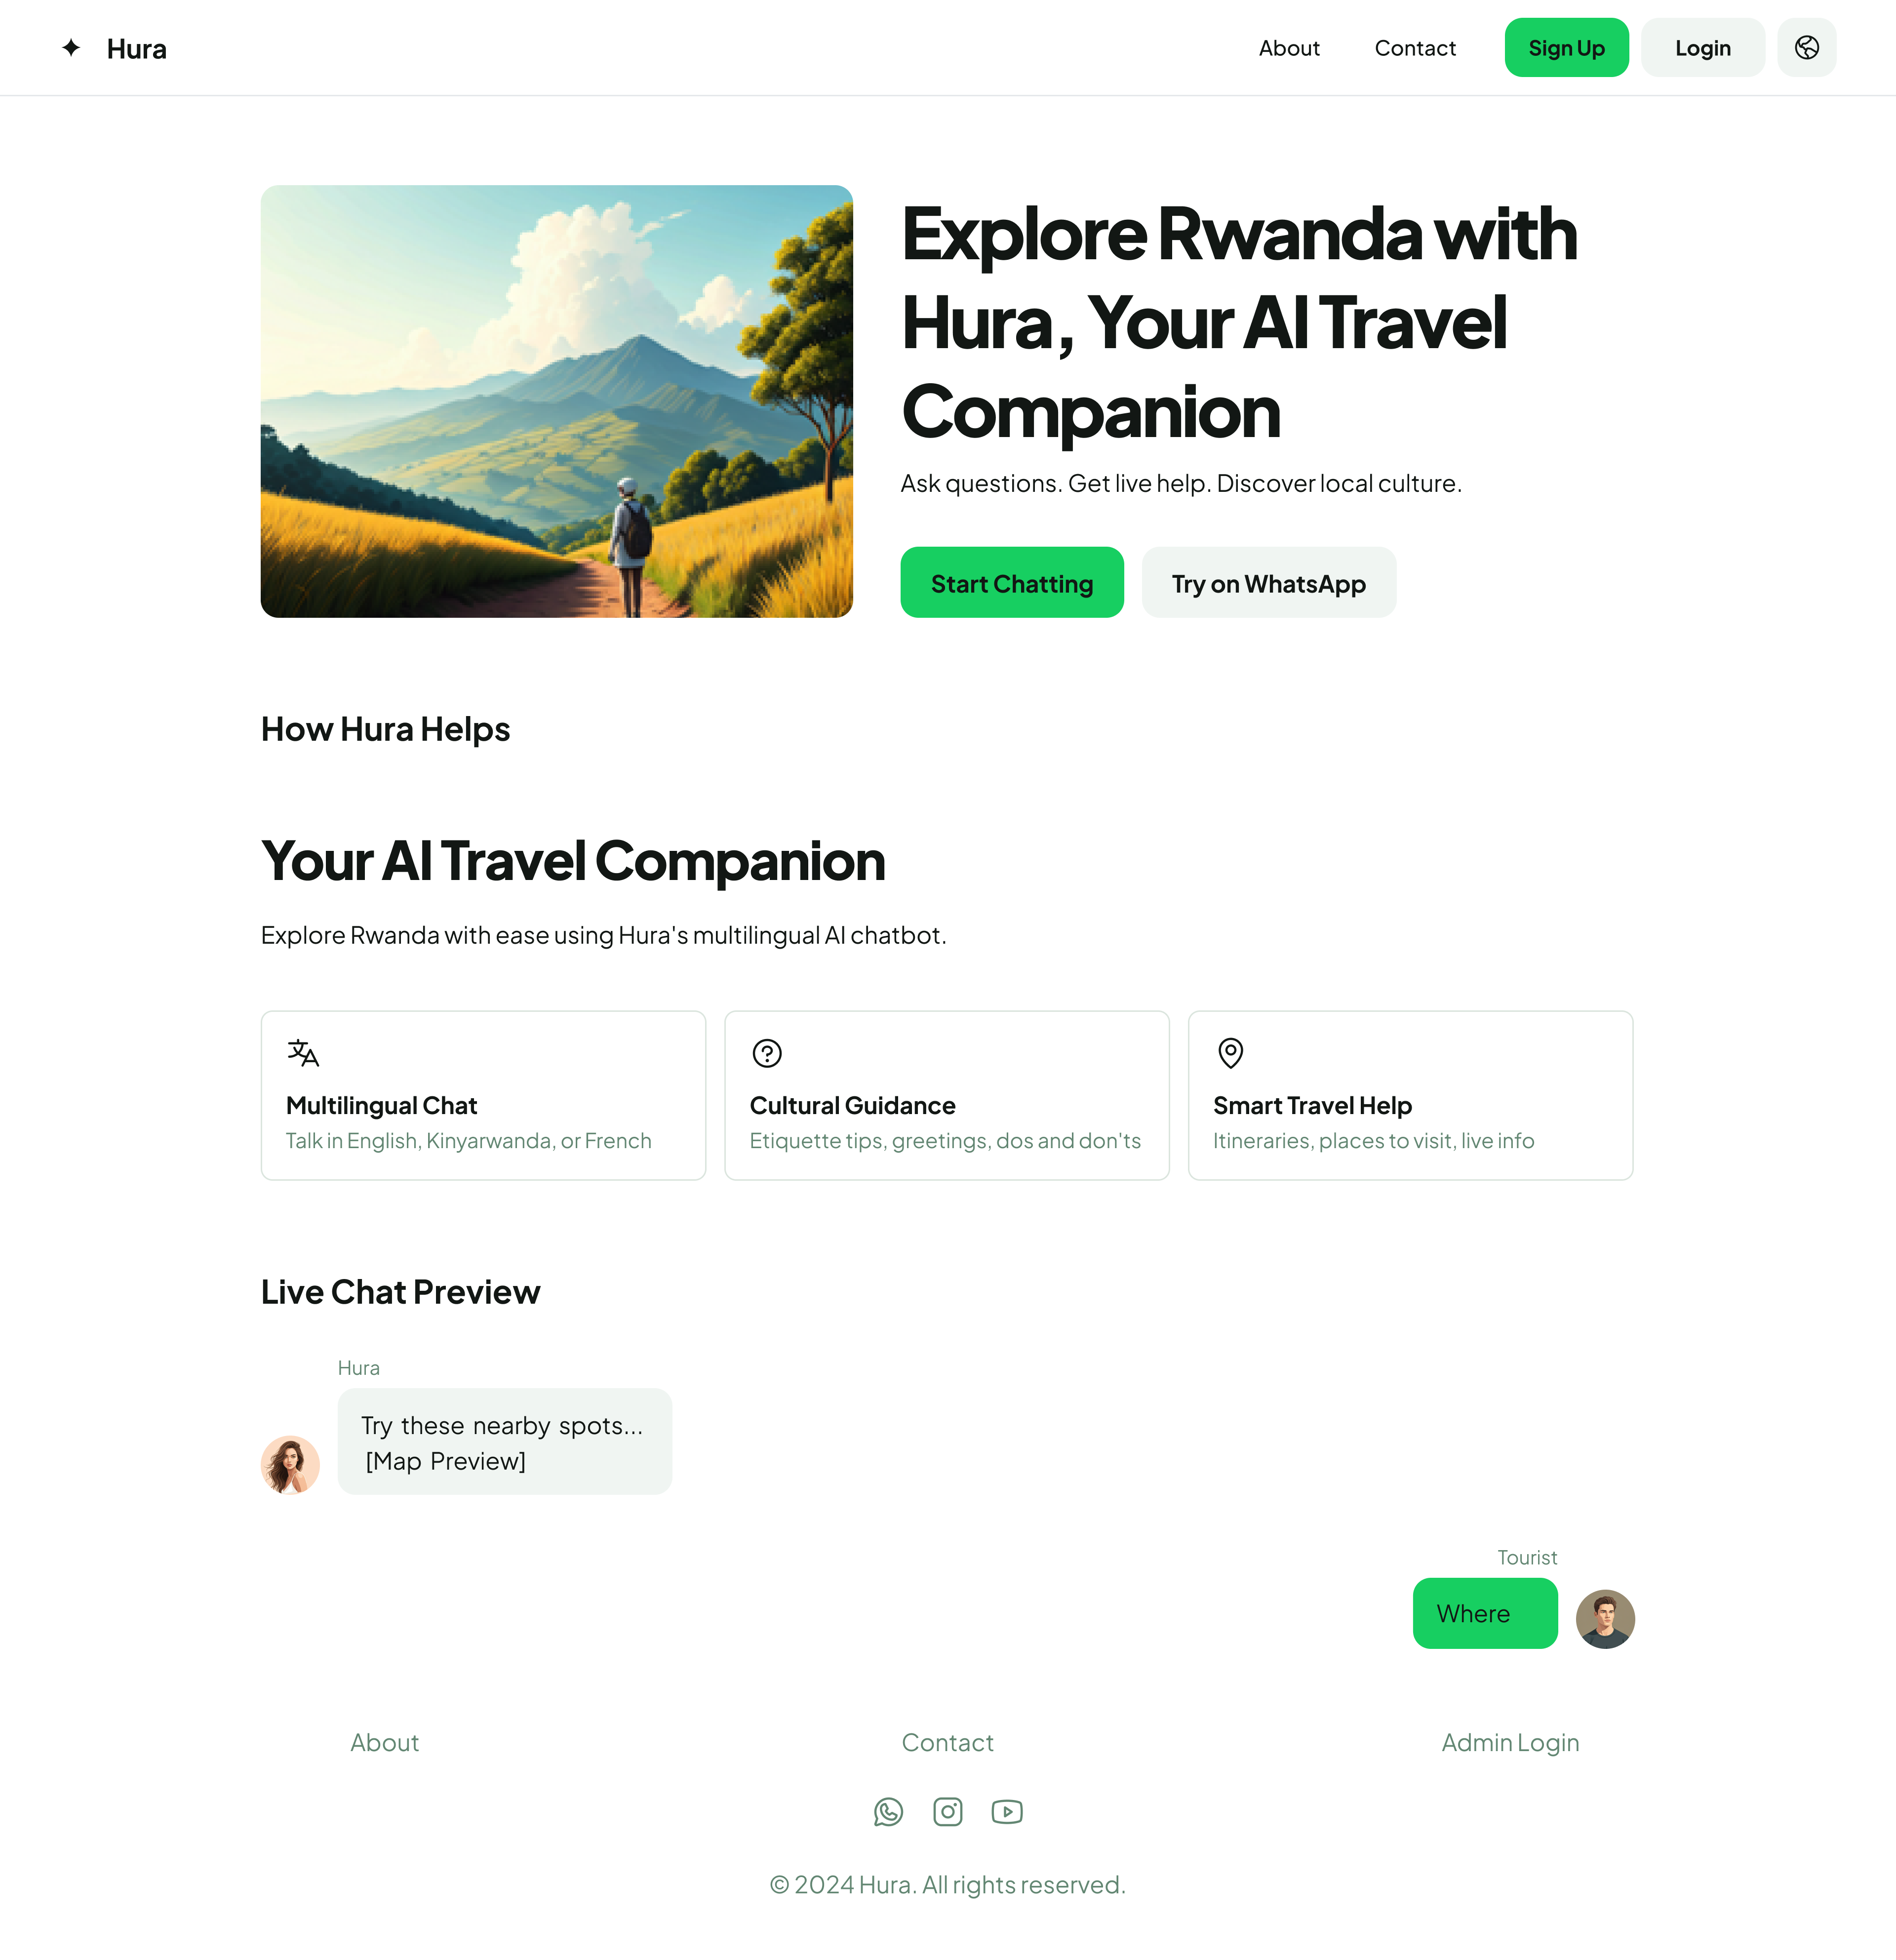 Hura
About
Contact
Sign Up
Login
Explore Rwanda with
Hura, Your AI Travel
Companion
Ask questions. Get live help. Discover local culture.
Start Chatting
Try on WhatsApp
How Hura Helps
Your AI Travel Companion
Explore Rwanda with ease using Hura's multilingual AI chatbot.
Multilingual Chat
Talk in English, Kinyarwanda, or French
Cultural Guidance
Etiquette tips, greetings, dos and don'ts
Smart Travel Help
Itineraries, places to visit, live info
Live Chat Preview
Hura
Try these nearby spots...
[Map Preview]
Tourist
Where
About
Contact
Admin Login
© 2024 Hura. All rights reserved.